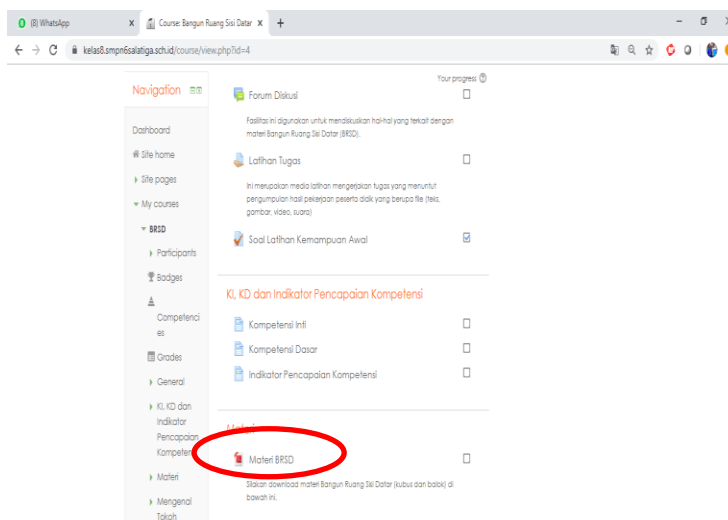 (8) WhatsApp
Course: Bangun Ruang Sisi Datar
kelas8.smpn6salatiga.sch.id/course/view.php?id=4
Navigation
Dashboard
Site home
Site pages
My courses
BRSD
Participants
Badges
Competenci
es
Grades
General
KI, KD dan
Indikator
Pencapaian
Kompeten
Materi
Mengenal
Tokoh
Your progress
Forum Diskusi
Fasilitas ini digunakan untuk mendiskusikan hal-hal yang terkait dengan
materi Bangun Ruang Sisi Datar (BRSD).
Latihan Tugas
Ini merupakan media latihan mengerjakan tugas yang menuntut
pengumpulan hasil pekerjaan peserta didik yang berupa file (teks,
gambar, video, suara)
Soal Latihan Kemampuan Awal
KI, KD dan Indikator Pencapaian Kompetensi
Kompetensi Inti
Kompetensi Dasar
Indikator Pencapaian Kompetensi
Materi
Materi BRSD
Silakan download materi Bangun Ruang Sisi Datar (kubus dan balok) di
bawah ini.